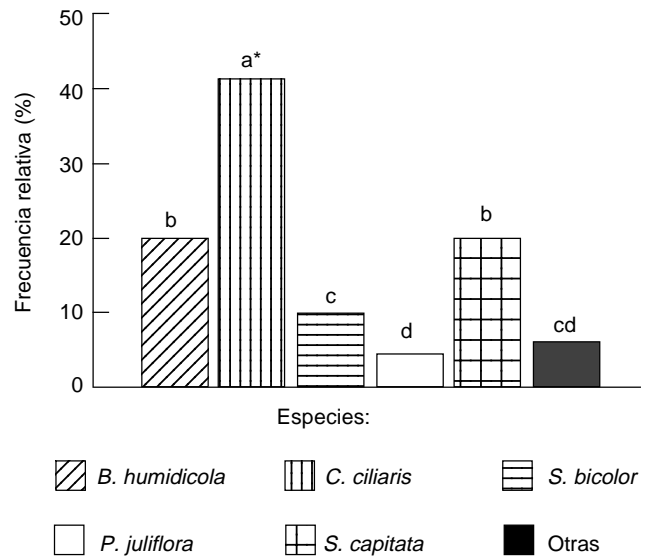 50
a*
40
Frecuencia relativa (%)
30
b
b
20
c
10
d
cd
0
Especies:
B. humidicola
C. ciliaris
S. bicolor
P. juliflora
S. capitata
Otras